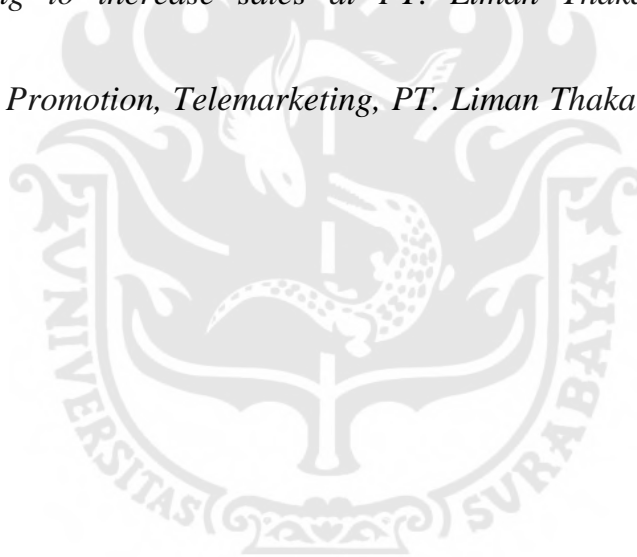 to increase sales at PT. Liman Thaka
Promotion, Telemarketing, PT. Liman Thaka
UNIVERSITAS SURABAYA